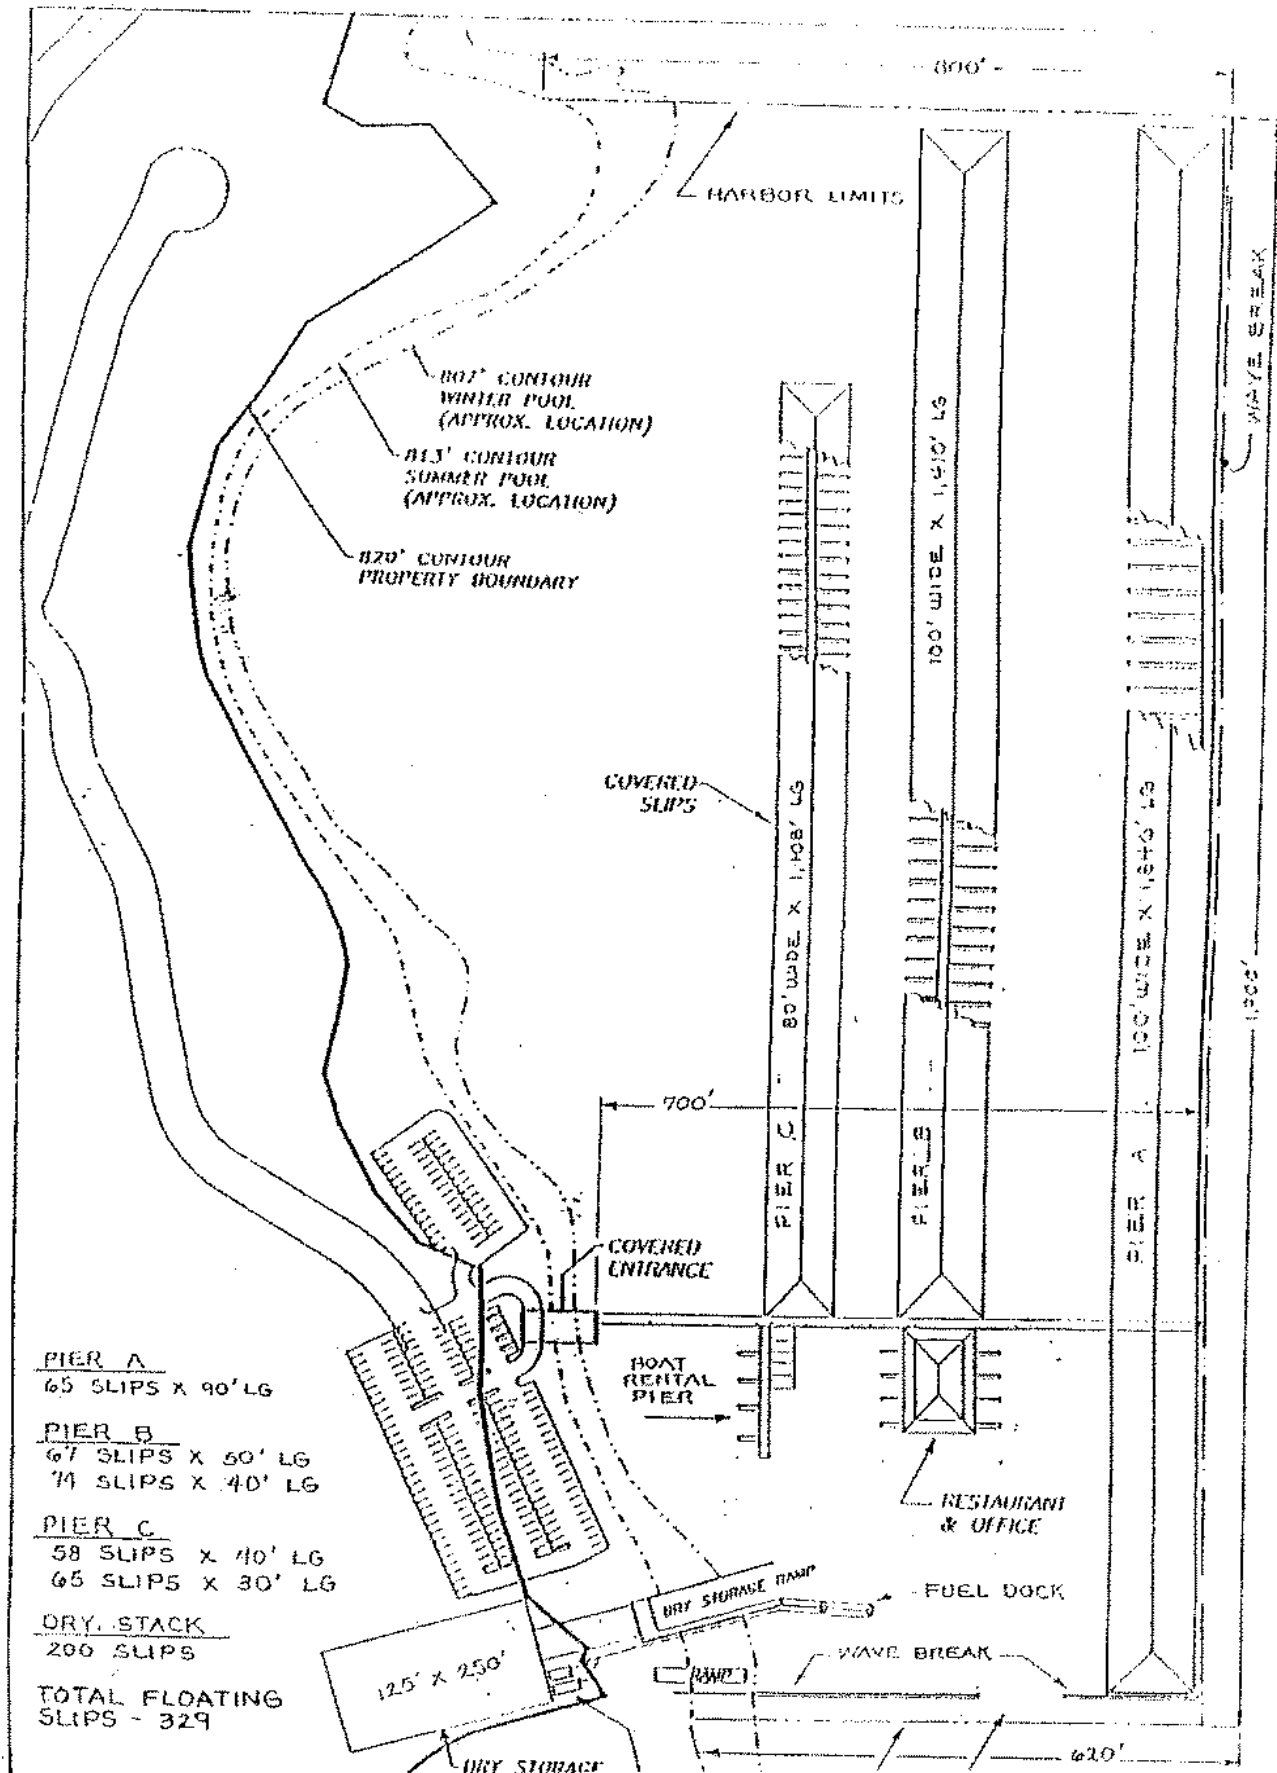 800'
HARBOR LIMITS
WAVE BREAK
807' CONTOUR
WINTER POOL
(APPROX. LOCATION)
813' CONTOUR
SUMMER POOL
(APPROX. LOCATION)
820' CONTOUR
PROPERTY BOUNDARY
COVERED
SLIPS
PIER C - 80' WIDE X 1,108' LG
PIER B - 100' WIDE X 1,410' LG
PIER A 100' WIDE X 1,846' LG
1,900'
700'
COVERED
ENTRANCE
BOAT
RENTAL
PIER
RESTAURANT
& OFFICE
PIER A
65 SLIPS X 90' LG
PIER B
67 SLIPS X 50' LG
74 SLIPS X 40' LG
PIER C
58 SLIPS X 40' LG
65 SLIPS X 30' LG
DRY STACK
200 SLIPS
TOTAL FLOATING
SLIPS - 329
DRY STORAGE RAMP
FUEL DOCK
WAVE BREAK
RAMP
125' X 250'
DRY STORAGE
620'